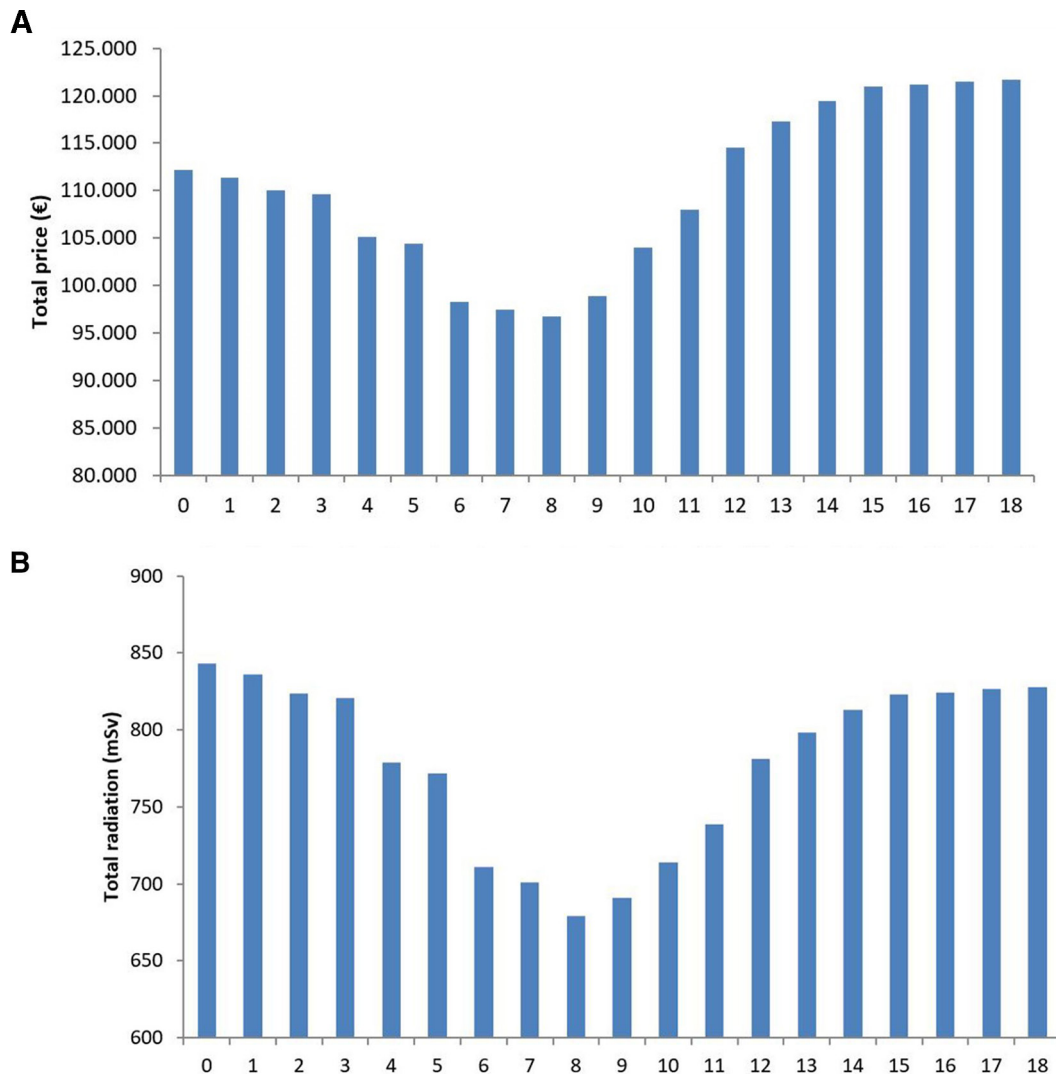 A
125.000
120.000
115.000
110.000
105.000
100.000
95.000
90.000
85.000
80.000
Total price (€)
0 1 2 3 4 5 6 7 8 9 10 11 12 13 14 15 16 17 18
B
900
850
800
750
700
650
600
Total radiation (mSv)
0 1 2 3 4 5 6 7 8 9 10 11 12 13 14 15 16 17 18